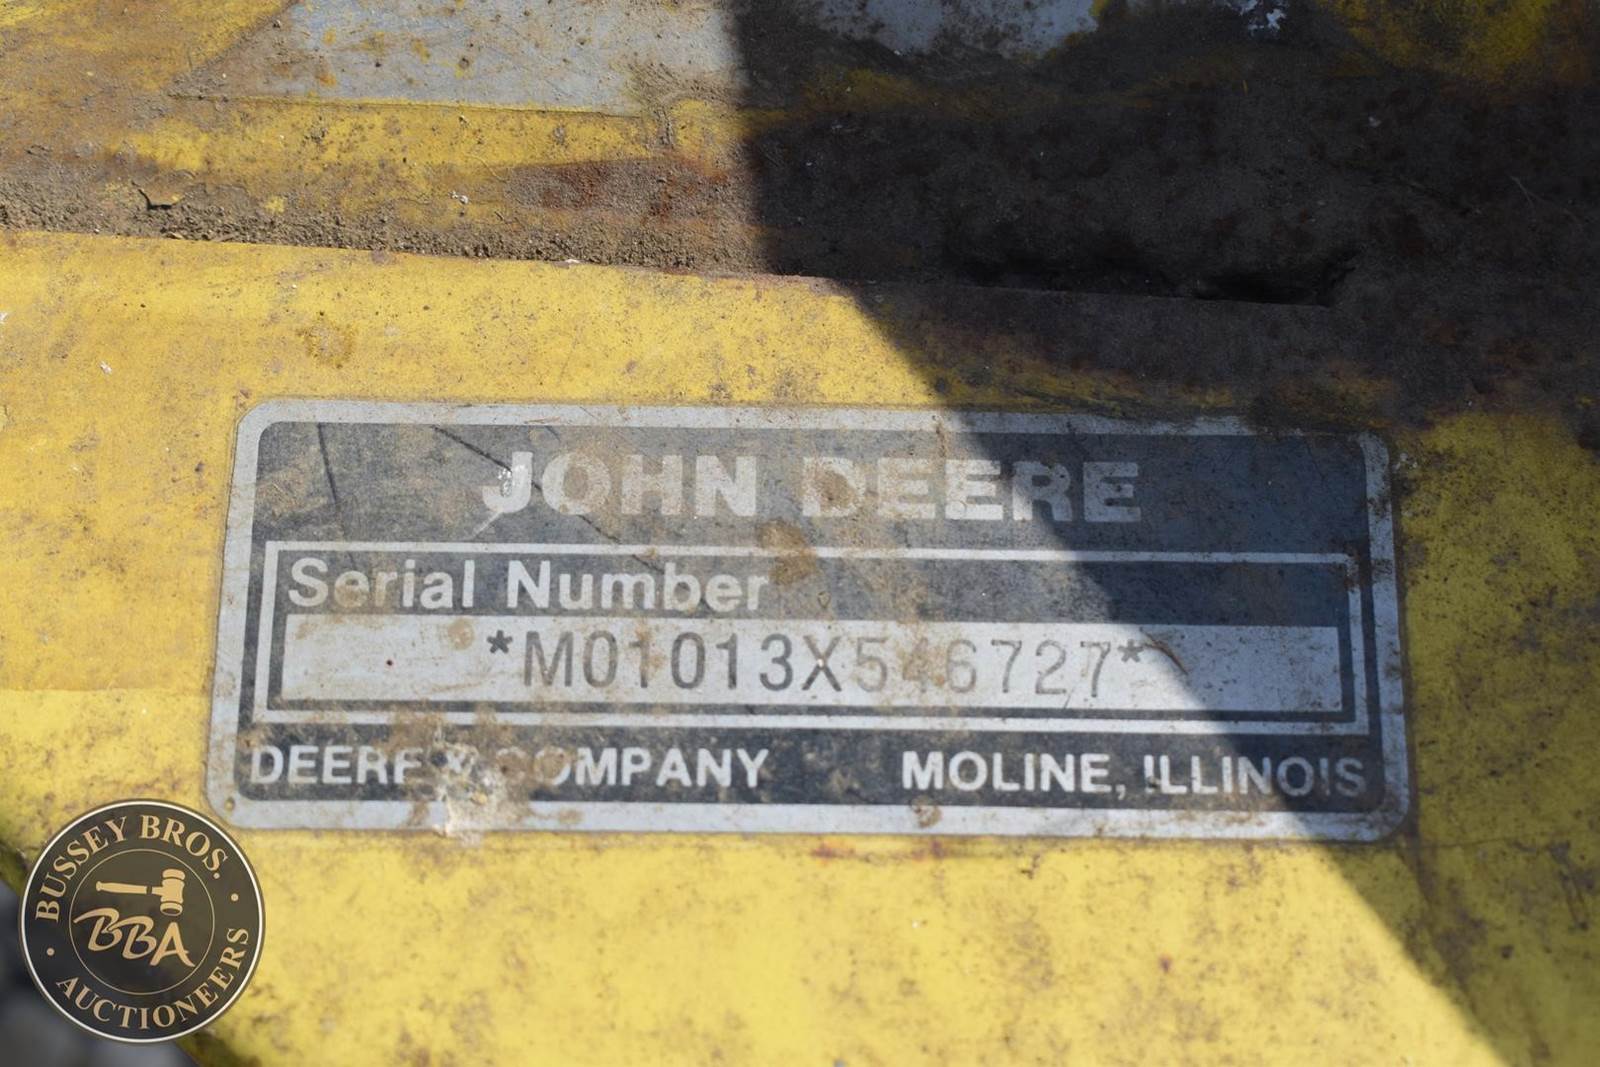 JOHN DEERE
Serial Number
*M01013X546727*
DEERE & COMPANY MOLINE, ILLINOIS
BUSSEY BROS.
BBA
AUCTIONEERS